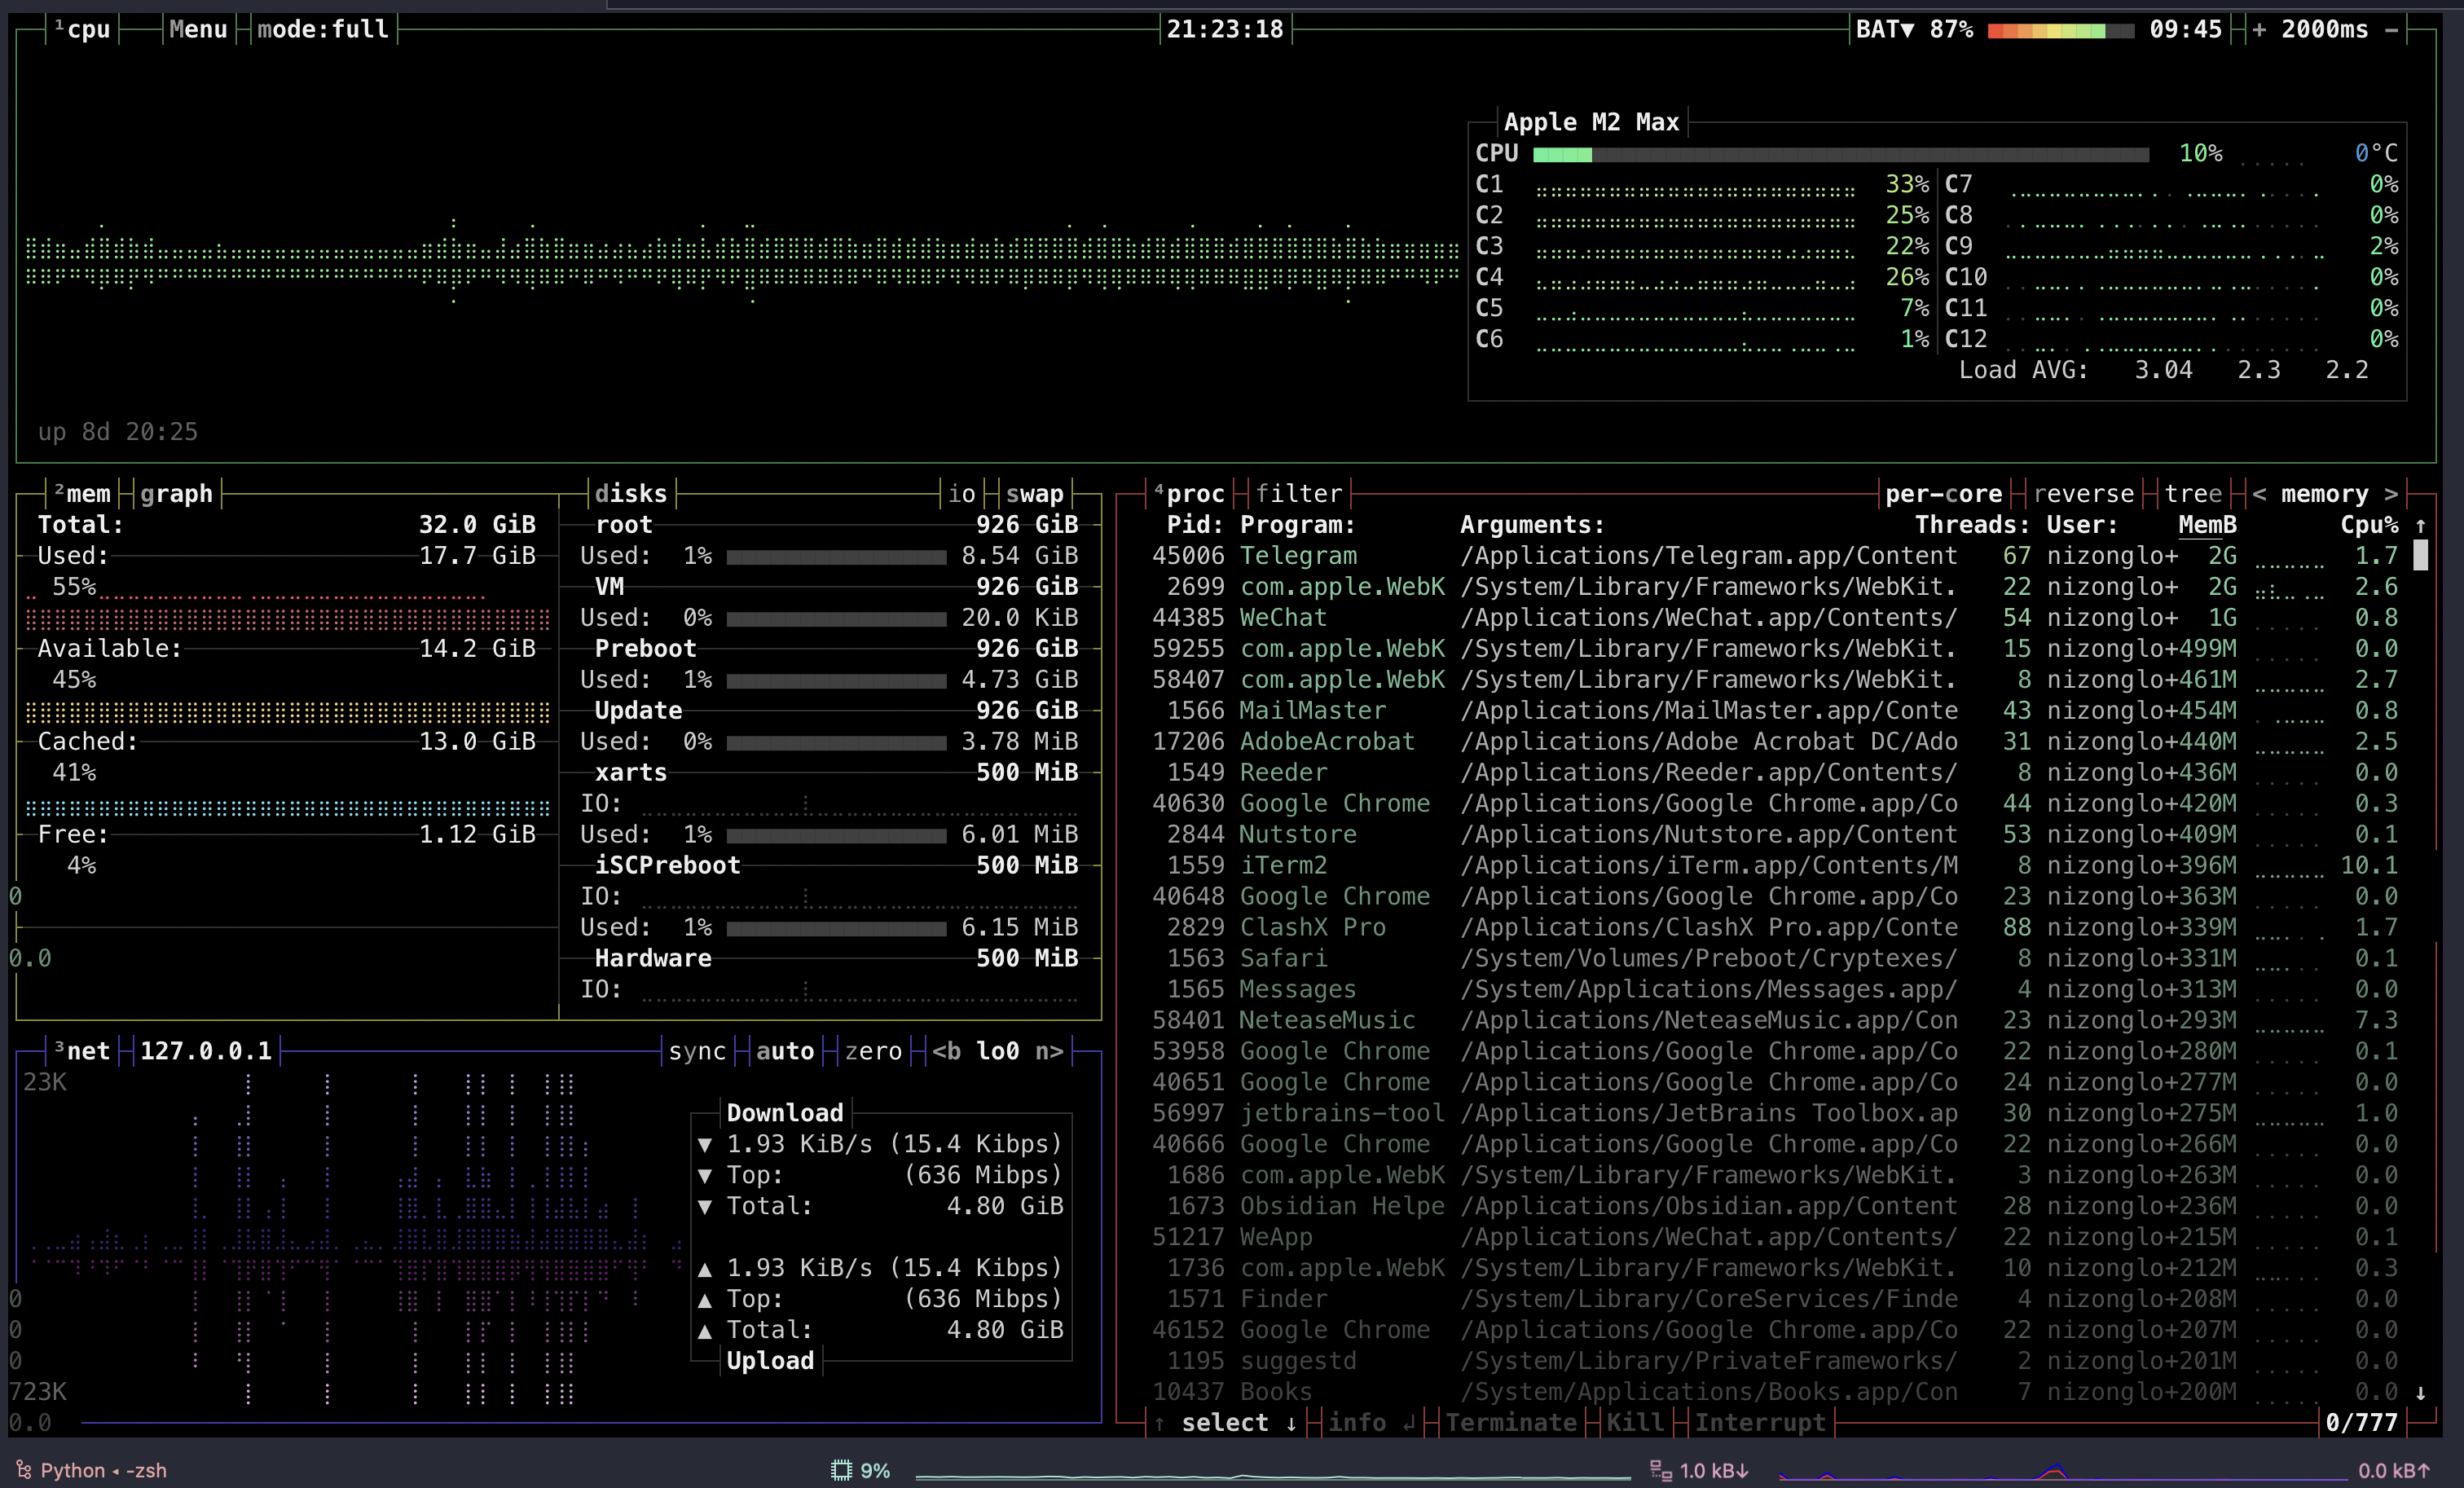 ¹cpu Menu mode:full 21:23:18 BAT▼ 87% 09:45 + 2000ms -
Apple M2 Max
CPU 10% 0°C
C1 33% C7 0%
C2 25% C8 0%
C3 22% C9 2%
C4 26% C10 0%
C5 7% C11 0%
C6 1% C12 0%
Load AVG: 3.04 2.3 2.2
up 8d 20:25
²mem graph
Total: 32.0 GiB
Used: 17.7 GiB
55%
Available: 14.2 GiB
45%
Cached: 13.0 GiB
41%
Free: 1.12 GiB
4%
0
0.0
disks io swap
root 926 GiB
Used: 1% 8.54 GiB
VM 926 GiB
Used: 0% 20.0 KiB
Preboot 926 GiB
Used: 1% 4.73 GiB
Update 926 GiB
Used: 0% 3.78 MiB
xarts 500 MiB
IO:
Used: 1% 6.01 MiB
iSCPreboot 500 MiB
IO:
Used: 1% 6.15 MiB
Hardware 500 MiB
IO:
³net 127.0.0.1 sync auto zero <b lo0 n>
23K
Download
▼ 1.93 KiB/s (15.4 Kibps)
▼ Top: (636 Mibps)
▼ Total: 4.80 GiB
▲ 1.93 KiB/s (15.4 Kibps)
▲ Top: (636 Mibps)
▲ Total: 4.80 GiB
Upload
0
0
0
723K
0.0
⁴proc filter per-core reverse tree < memory >
Pid: Program: Arguments: Threads: User: MemB Cpu% ↑
45006 Telegram /Applications/Telegram.app/Content 67 nizonglo+ 2G 1.7
2699 com.apple.WebK /System/Library/Frameworks/WebKit. 22 nizonglo+ 2G 2.6
44385 WeChat /Applications/WeChat.app/Contents/ 54 nizonglo+ 1G 0.8
59255 com.apple.WebK /System/Library/Frameworks/WebKit. 15 nizonglo+499M 0.0
58407 com.apple.WebK /System/Library/Frameworks/WebKit. 8 nizonglo+461M 2.7
1566 MailMaster /Applications/MailMaster.app/Conte 43 nizonglo+454M 0.8
17206 AdobeAcrobat /Applications/Adobe Acrobat DC/Ado 31 nizonglo+440M 2.5
1549 Reeder /Applications/Reeder.app/Contents/ 8 nizonglo+436M 0.0
40630 Google Chrome /Applications/Google Chrome.app/Co 44 nizonglo+420M 0.3
2844 Nutstore /Applications/Nutstore.app/Content 53 nizonglo+409M 0.1
1559 iTerm2 /Applications/iTerm.app/Contents/M 8 nizonglo+396M 10.1
40648 Google Chrome /Applications/Google Chrome.app/Co 23 nizonglo+363M 0.0
2829 ClashX Pro /Applications/ClashX Pro.app/Conte 88 nizonglo+339M 1.7
1563 Safari /System/Volumes/Preboot/Cryptexes/ 8 nizonglo+331M 0.1
1565 Messages /System/Applications/Messages.app/ 4 nizonglo+313M 0.0
58401 NeteaseMusic /Applications/NeteaseMusic.app/Con 23 nizonglo+293M 7.3
53958 Google Chrome /Applications/Google Chrome.app/Co 22 nizonglo+280M 0.1
40651 Google Chrome /Applications/Google Chrome.app/Co 24 nizonglo+277M 0.0
56997 jetbrains-tool /Applications/JetBrains Toolbox.ap 30 nizonglo+275M 1.0
40666 Google Chrome /Applications/Google Chrome.app/Co 22 nizonglo+266M 0.0
1686 com.apple.WebK /System/Library/Frameworks/WebKit. 3 nizonglo+263M 0.0
1673 Obsidian Helpe /Applications/Obsidian.app/Content 28 nizonglo+236M 0.0
51217 WeApp /Applications/WeChat.app/Contents/ 22 nizonglo+215M 0.1
1736 com.apple.WebK /System/Library/Frameworks/WebKit. 10 nizonglo+212M 0.3
1571 Finder /System/Library/CoreServices/Finde 4 nizonglo+208M 0.0
46152 Google Chrome /Applications/Google Chrome.app/Co 22 nizonglo+207M 0.0
1195 suggestd /System/Library/PrivateFrameworks/ 2 nizonglo+201M 0.0
10437 Books /System/Applications/Books.app/Con 7 nizonglo+200M 0.0 ↓
↑ select ↓ info ↲ Terminate Kill Interrupt 0/777
Python ◂ -zsh 9% 1.0 kB↓ 0.0 kB↑